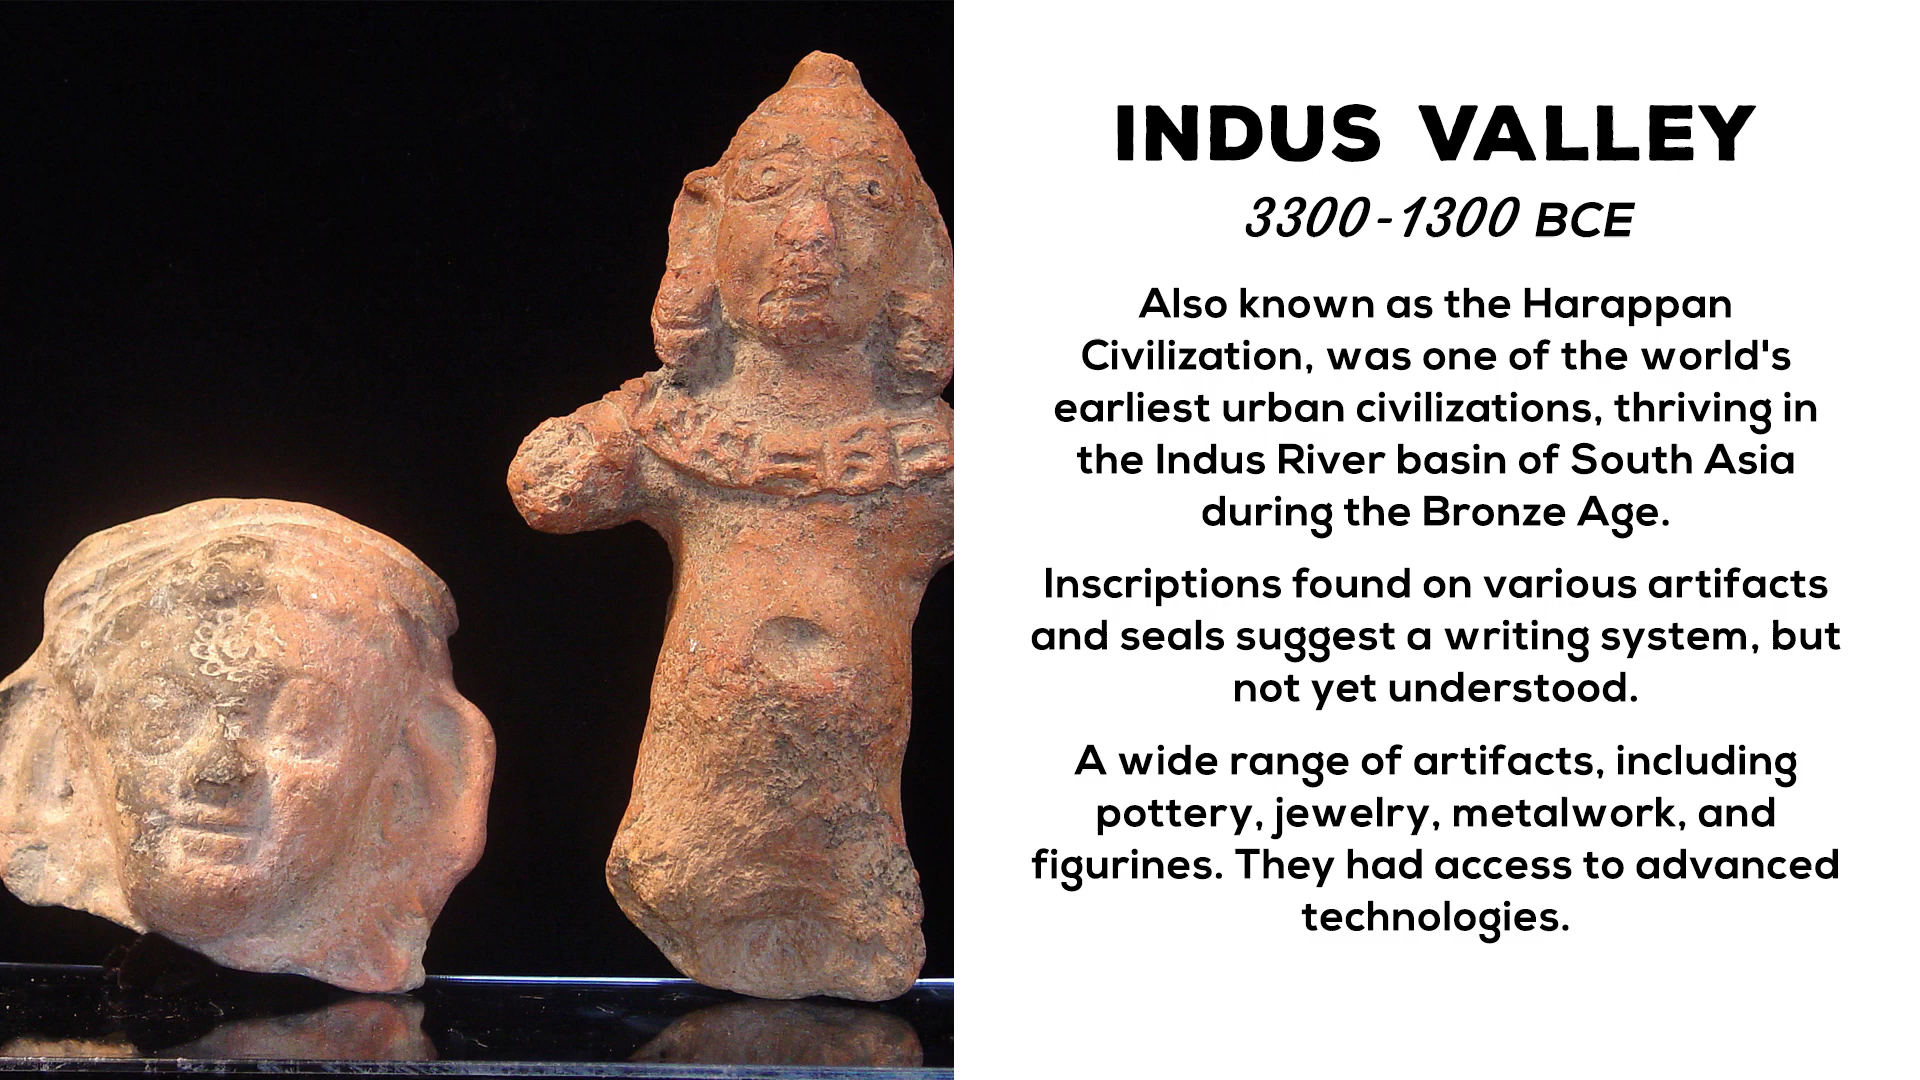 INDUS VALLEY
3300-1300 BCE
Also known as the Harappan
Civilization, was one of the world's
earliest urban civilizations, thriving in
the Indus River basin of South Asia
during the Bronze Age.
Inscriptions found on various artifacts
and seals suggest a writing system, but
not yet understood.
A wide range of artifacts, including
pottery, jewelry, metalwork, and
figurines. They had access to advanced
technologies.